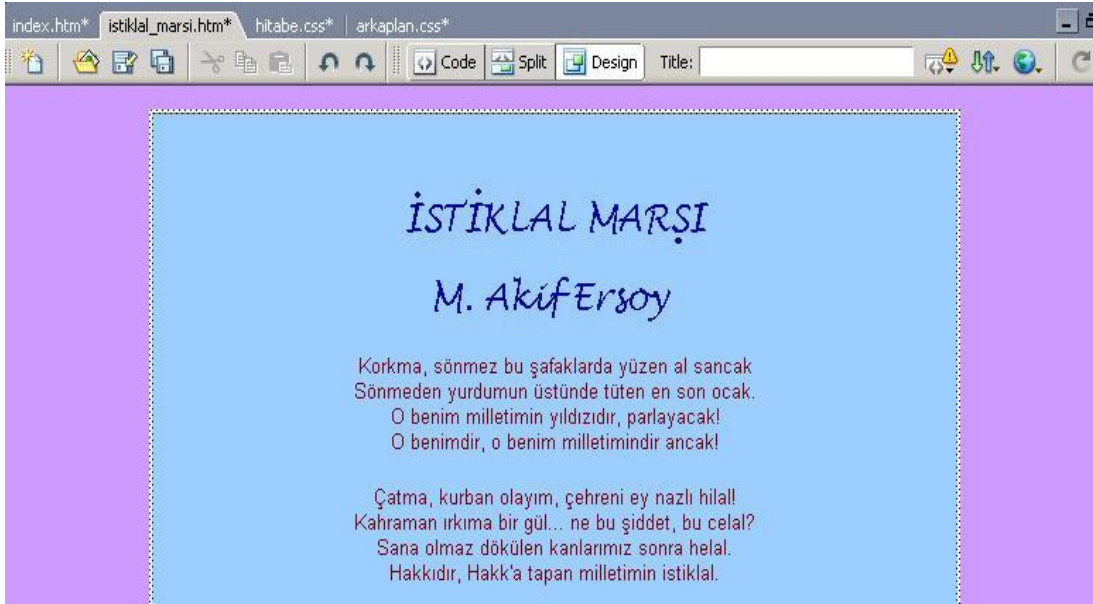 index.htm* istiklal_marsi.htm* hitabe.css* arkaplan.css*
Code Split Design Title:
İSTİKLAL MARŞI
M. Akif Ersoy
Korkma, sönmez bu şafaklarda yüzen al sancak
Sönmeden yurdumun üstünde tüten en son ocak.
O benim milletimin yıldızıdır, parlayacak!
O benimdir, o benim milletimindir ancak!
Çatma, kurban olayım, çehreni ey nazlı hilal!
Kahraman ırkıma bir gül... ne bu şiddet, bu celal?
Sana olmaz dökülen kanlarımız sonra helal.
Hakkıdır, Hakk'a tapan milletimin istiklal.